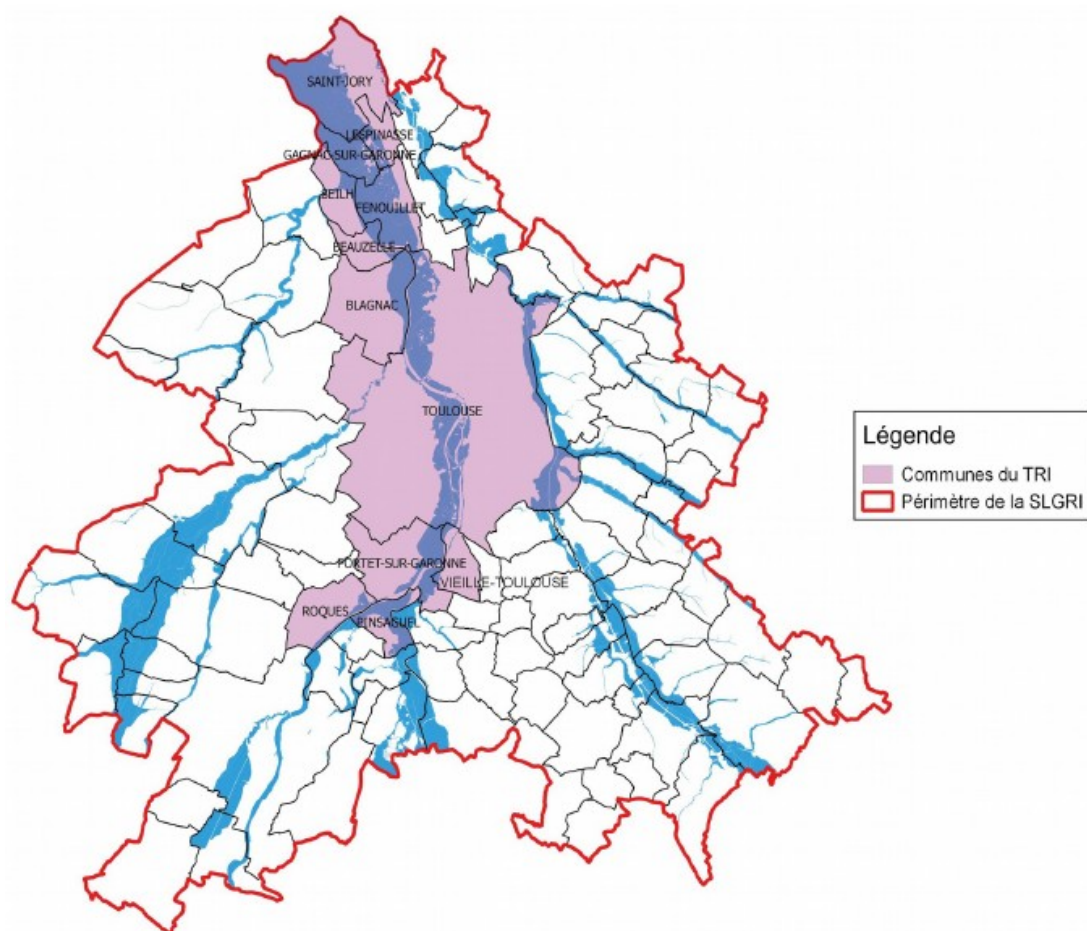 SAINT-JORY
LESPINASSE
GAGNAC-SUR-GARONNE
SEILH
FENOUILLET
BEAUZELLE
BLAGNAC
TOULOUSE
PORTET-SUR-GARONNE
VIEILLE-TOULOUSE
ROQUES
PINSAGUEL
Légende
Communes du TRI
Périmètre de la SLGRI